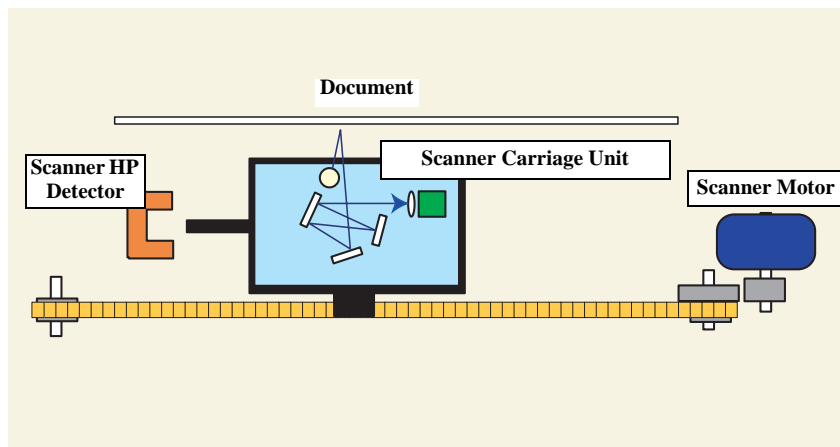 Document
Scanner Carriage Unit
Scanner HP
Detector
Scanner Motor